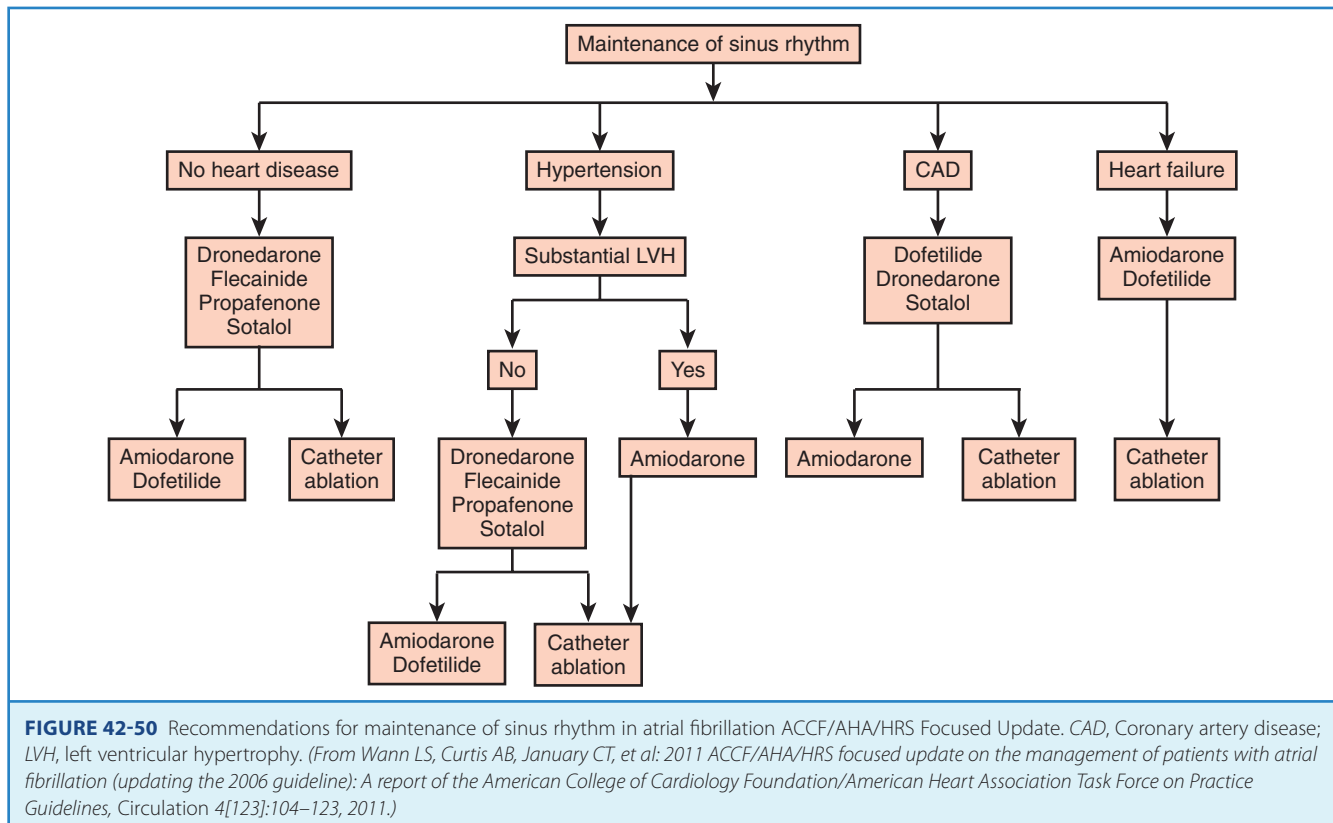 Maintenance of sinus rhythm
No heart disease
Hypertension
CAD
Heart failure
Dronedarone
Flecainide
Propafenone
Sotalol
Substantial LVH
Dofetilide
Dronedarone
Sotalol
Amiodarone
Dofetilide
No
Yes
Amiodarone
Dofetilide
Catheter
ablation
Dronedarone
Flecainide
Propafenone
Sotalol
Amiodarone
Amiodarone
Catheter
ablation
Catheter
ablation
Amiodarone
Dofetilide
Catheter
ablation
FIGURE 42-50 Recommendations for maintenance of sinus rhythm in atrial fibrillation ACCF/AHA/HRS Focused Update. CAD, Coronary artery disease;
LVH, left ventricular hypertrophy. (From Wann LS, Curtis AB, January CT, et al: 2011 ACCF/AHA/HRS focused update on the management of patients with atrial
fibrillation (updating the 2006 guideline): A report of the American College of Cardiology Foundation/American Heart Association Task Force on Practice
Guidelines, Circulation 4[123]:104–123, 2011.)